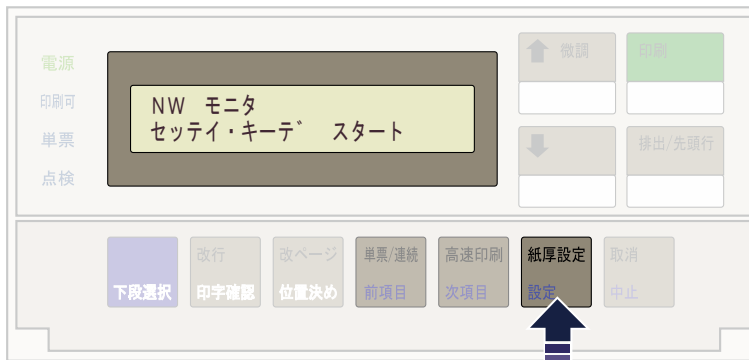 電源
印刷可
単票
点検
NW モニタ
セッテイ・キーデ゛ スタート
微調
印刷
排出/先頭行
改行
改ページ
単票/連続
高速印刷
紙厚設定
取消
下段選択
印字確認
位置決め
前項目
次項目
設定
中止